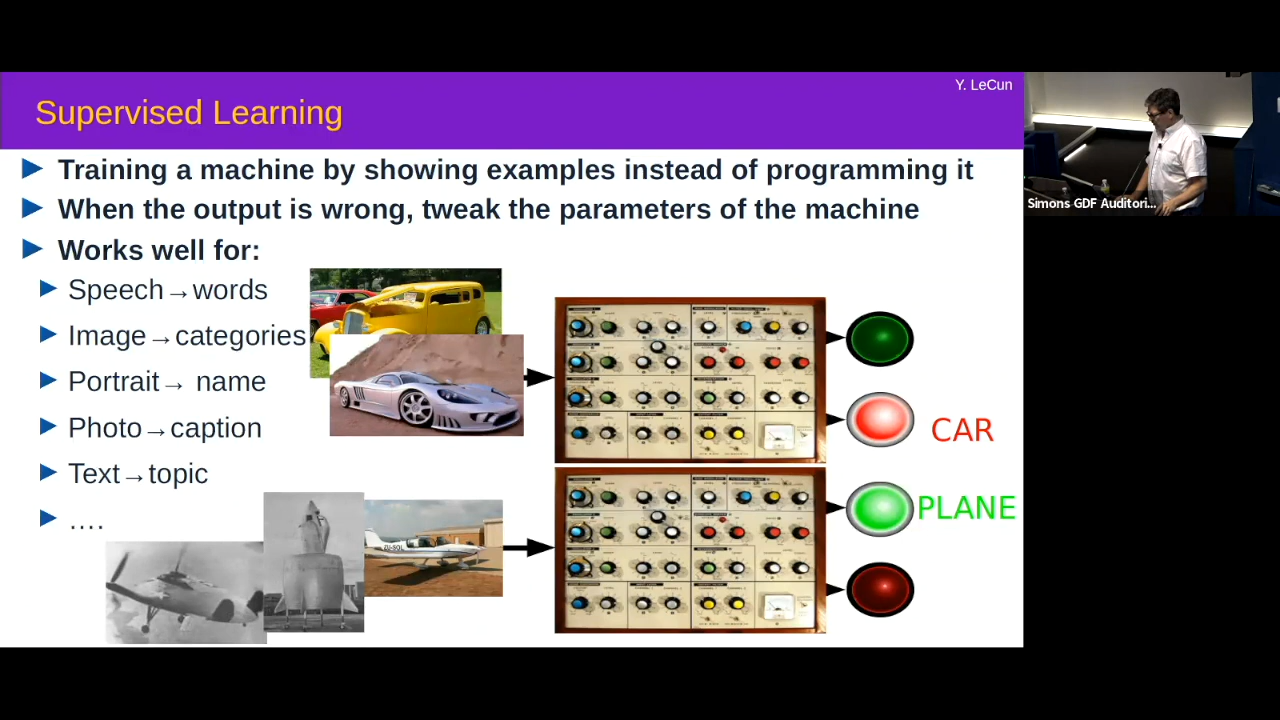 Y. LeCun
Supervised Learning
Training a machine by showing examples instead of programming it
When the output is wrong, tweak the parameters of the machine
Works well for:
Speech→words
Image→categories
Portrait→ name
Photo→caption
Text→topic
....
CAR
PLANE
Simons GDF Auditori...